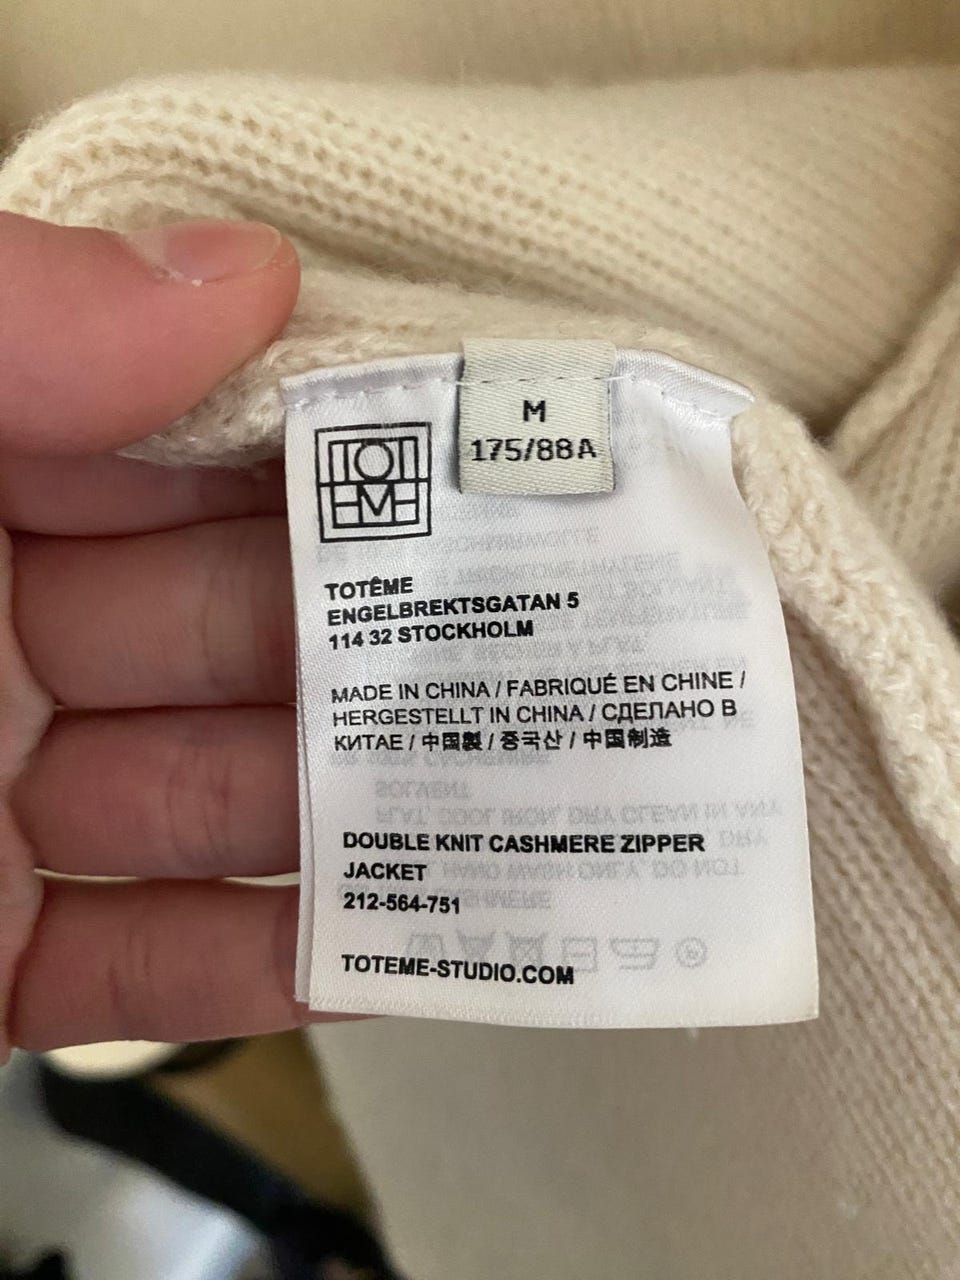 M
175/88A
TOTEME
TOTÊME
ENGELBREKTSGATAN 5
114 32 STOCKHOLM
MADE IN CHINA / FABRIQUÉ EN CHINE /
HERGESTELLT IN CHINA / СДЕЛАНО В
КИТАЕ / 中国製 / 중국산 / 中国制造
DOUBLE KNIT CASHMERE ZIPPER
JACKET
212-564-751
TOTEME-STUDIO.COM